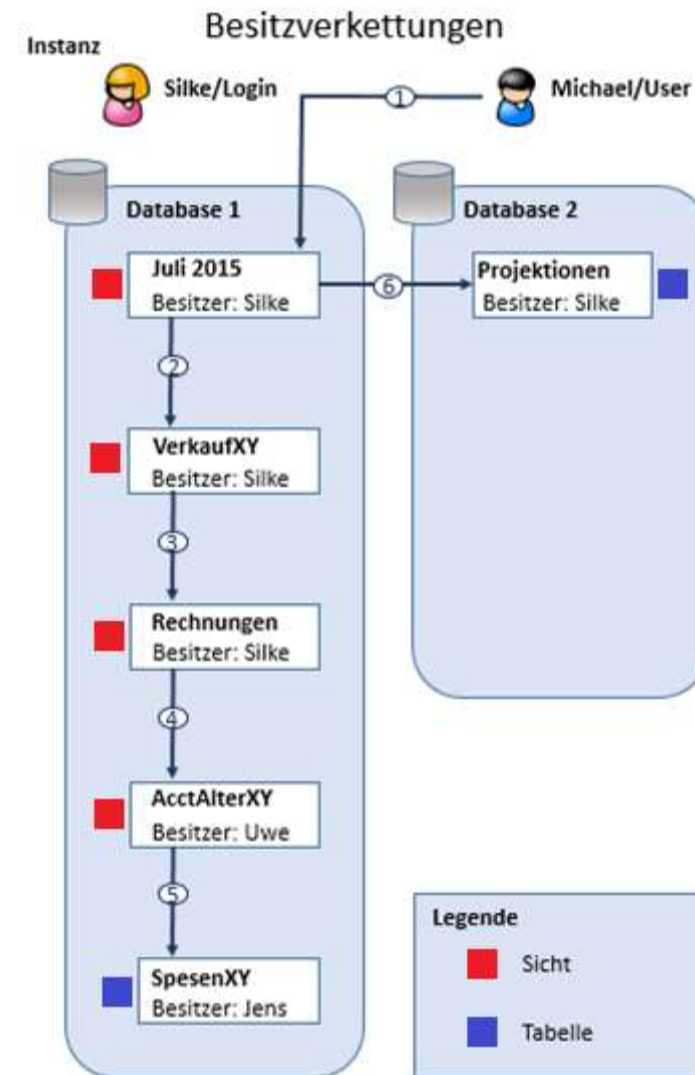 Besitzverkettungen
Instanz
Silke/Login
1
Michael/User
Database 1
Database 2
Juli 2015
Besitzer: Silke
6
Projektionen
Besitzer: Silke
2
VerkaufXY
Besitzer: Silke
3
Rechnungen
Besitzer: Silke
4
AcctAlterXY
Besitzer: Uwe
5
SpesenXY
Besitzer: Jens
Legende
Sicht
Tabelle